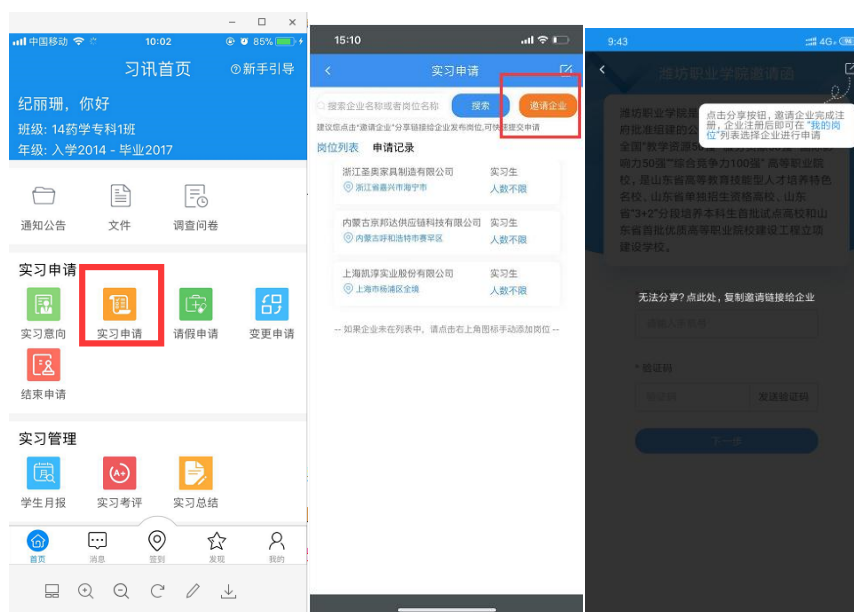 中国移动
10:02
85%
习讯首页
新手引导
纪丽珊，你好
班级: 14药学专科1班
年级: 入学2014 - 毕业2017
通知公告
文件
调查问卷
实习申请
实习意向
实习申请
请假申请
变更申请
结束申请
实习管理
学生月报
实习考评
实习总结
首页
消息
签到
发现
我的
15:10
实习申请
搜索企业名称或者岗位名称
搜索
邀请企业
建议您点击"邀请企业"分享链接给企业发布岗位,可快速提交申请
岗位列表 申请记录
浙江圣奥家具制造有限公司
实习生
浙江省嘉兴市海宁市
人数不限
内蒙古京邦达供应链科技有限公司
实习生
内蒙古呼和浩特市赛罕区
人数不限
上海凯淳实业股份有限公司
实习生
上海市杨浦区全境
人数不限
-- 如果企业未在列表中，请点击右上角图标手动添加岗位 --
9:43
4G
潍坊职业学院邀请函
点击分享按钮，邀请企业完成注
册，企业注册后即可在 "我的岗
位"列表选择企业进行申请
潍坊职业学院是
府批准组建的公
全国"教学资源50
响力50强""综合竞争力100强" 高等职业院
校，是山东省高等教育技能型人才培养特色
名校、山东省单独招生资格高校、山东
省"3+2"分段培养本科生首批试点高校和山
东省首批优质高等职业院校建设工程立项
建设学校。
无法分享? 点此处，复制邀请链接给企业
* 验证码
验证码
发送验证码
下一步